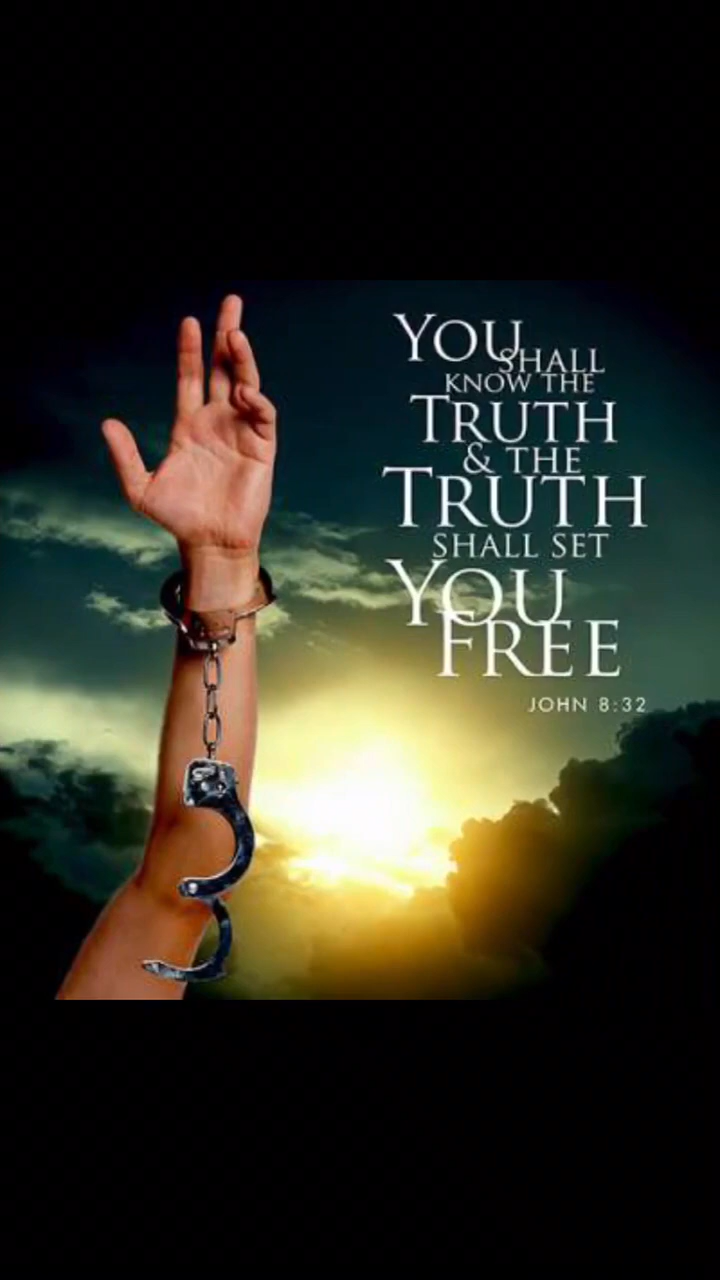 YOU
SHALL
KNOW THE
TRUTH
& THE
TRUTH
SHALL SET
YOU
FREE
JOHN 8:32